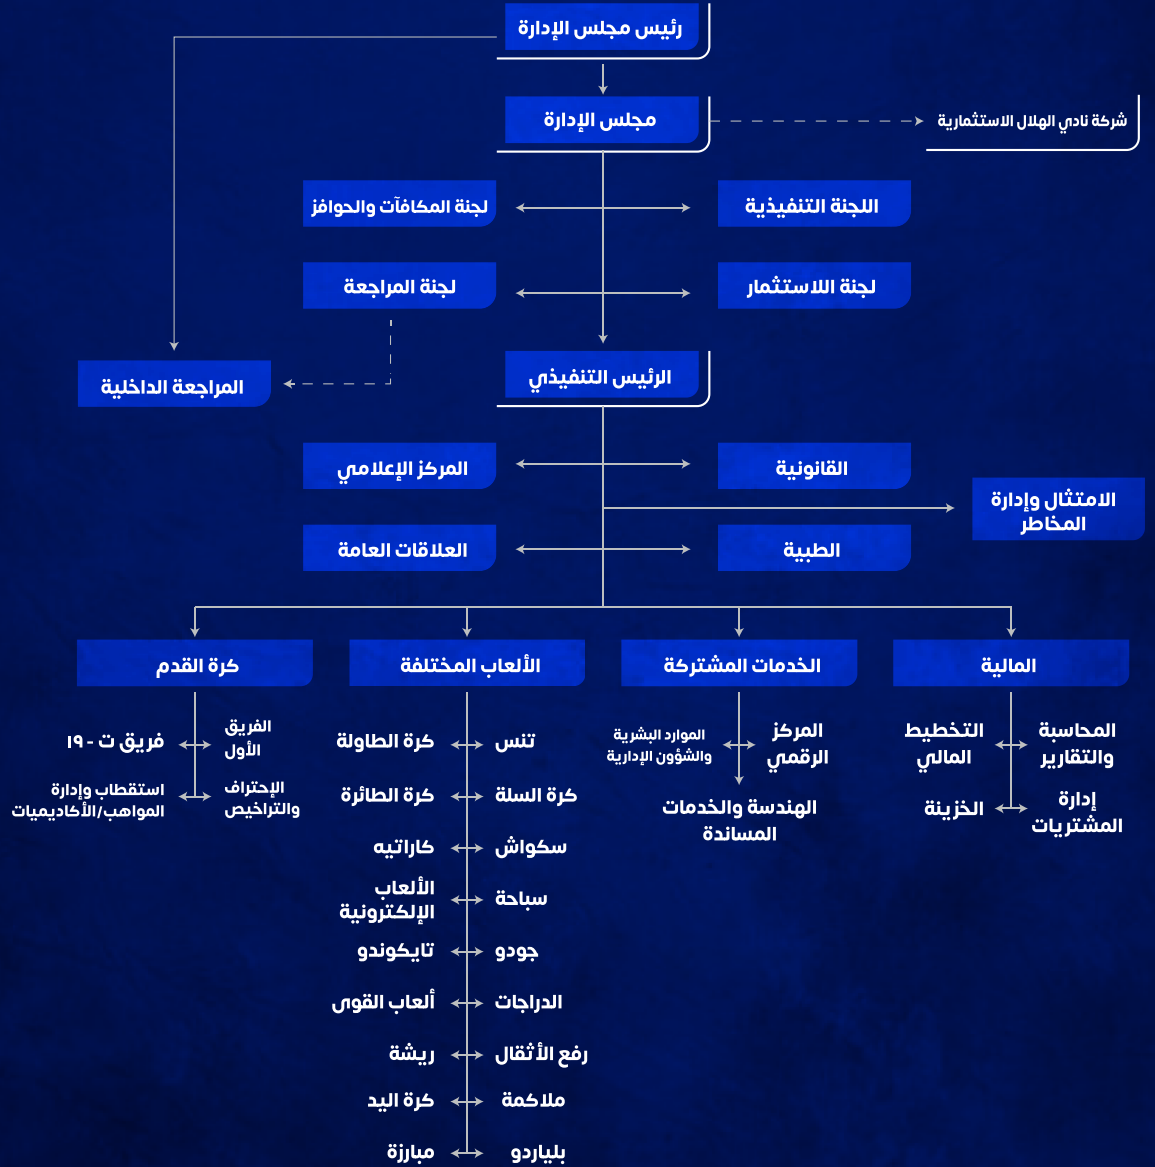 رئيس مجلس الإدارة
مجلس الإدارة
شركة نادي الهلال الاستثمارية
اللجنة التنفيذية
لجنة المكافآت والحوافز
لجنة اللاستثمار
لجنة المراجعة
الرئيس التنفيذي
المراجعة الداخلية
القانونية
المركز الإعلامي
الامتثال وإدارة
المخاطر
الطبية
العلاقات العامة
المالية
الخدمات المشتركة
الألعاب المختلفة
كرة القدم
المحاسبة
والتقارير
التخطيط
المالي
إدارة
المشتريات
الخزينة
المركز
الرقمي
الموارد البشرية
والشؤون الإدارية
الهندسة والخدمات
المساندة
تنس
كرة الطاولة
كرة السلة
كرة الطائرة
سكواش
كاراتيه
سباحة
الألعاب
الإلكترونية
جودو
تايكوندو
الدراجات
ألعاب القوى
رفع الأثقال
ريشة
ملاكمة
كرة اليد
بلياردو
مبارزة
الفريق
الأول
فريق ت - ١٩
الإحتراف
والتراخيص
استقطاب وإدارة
المواهب/الأكاديميات